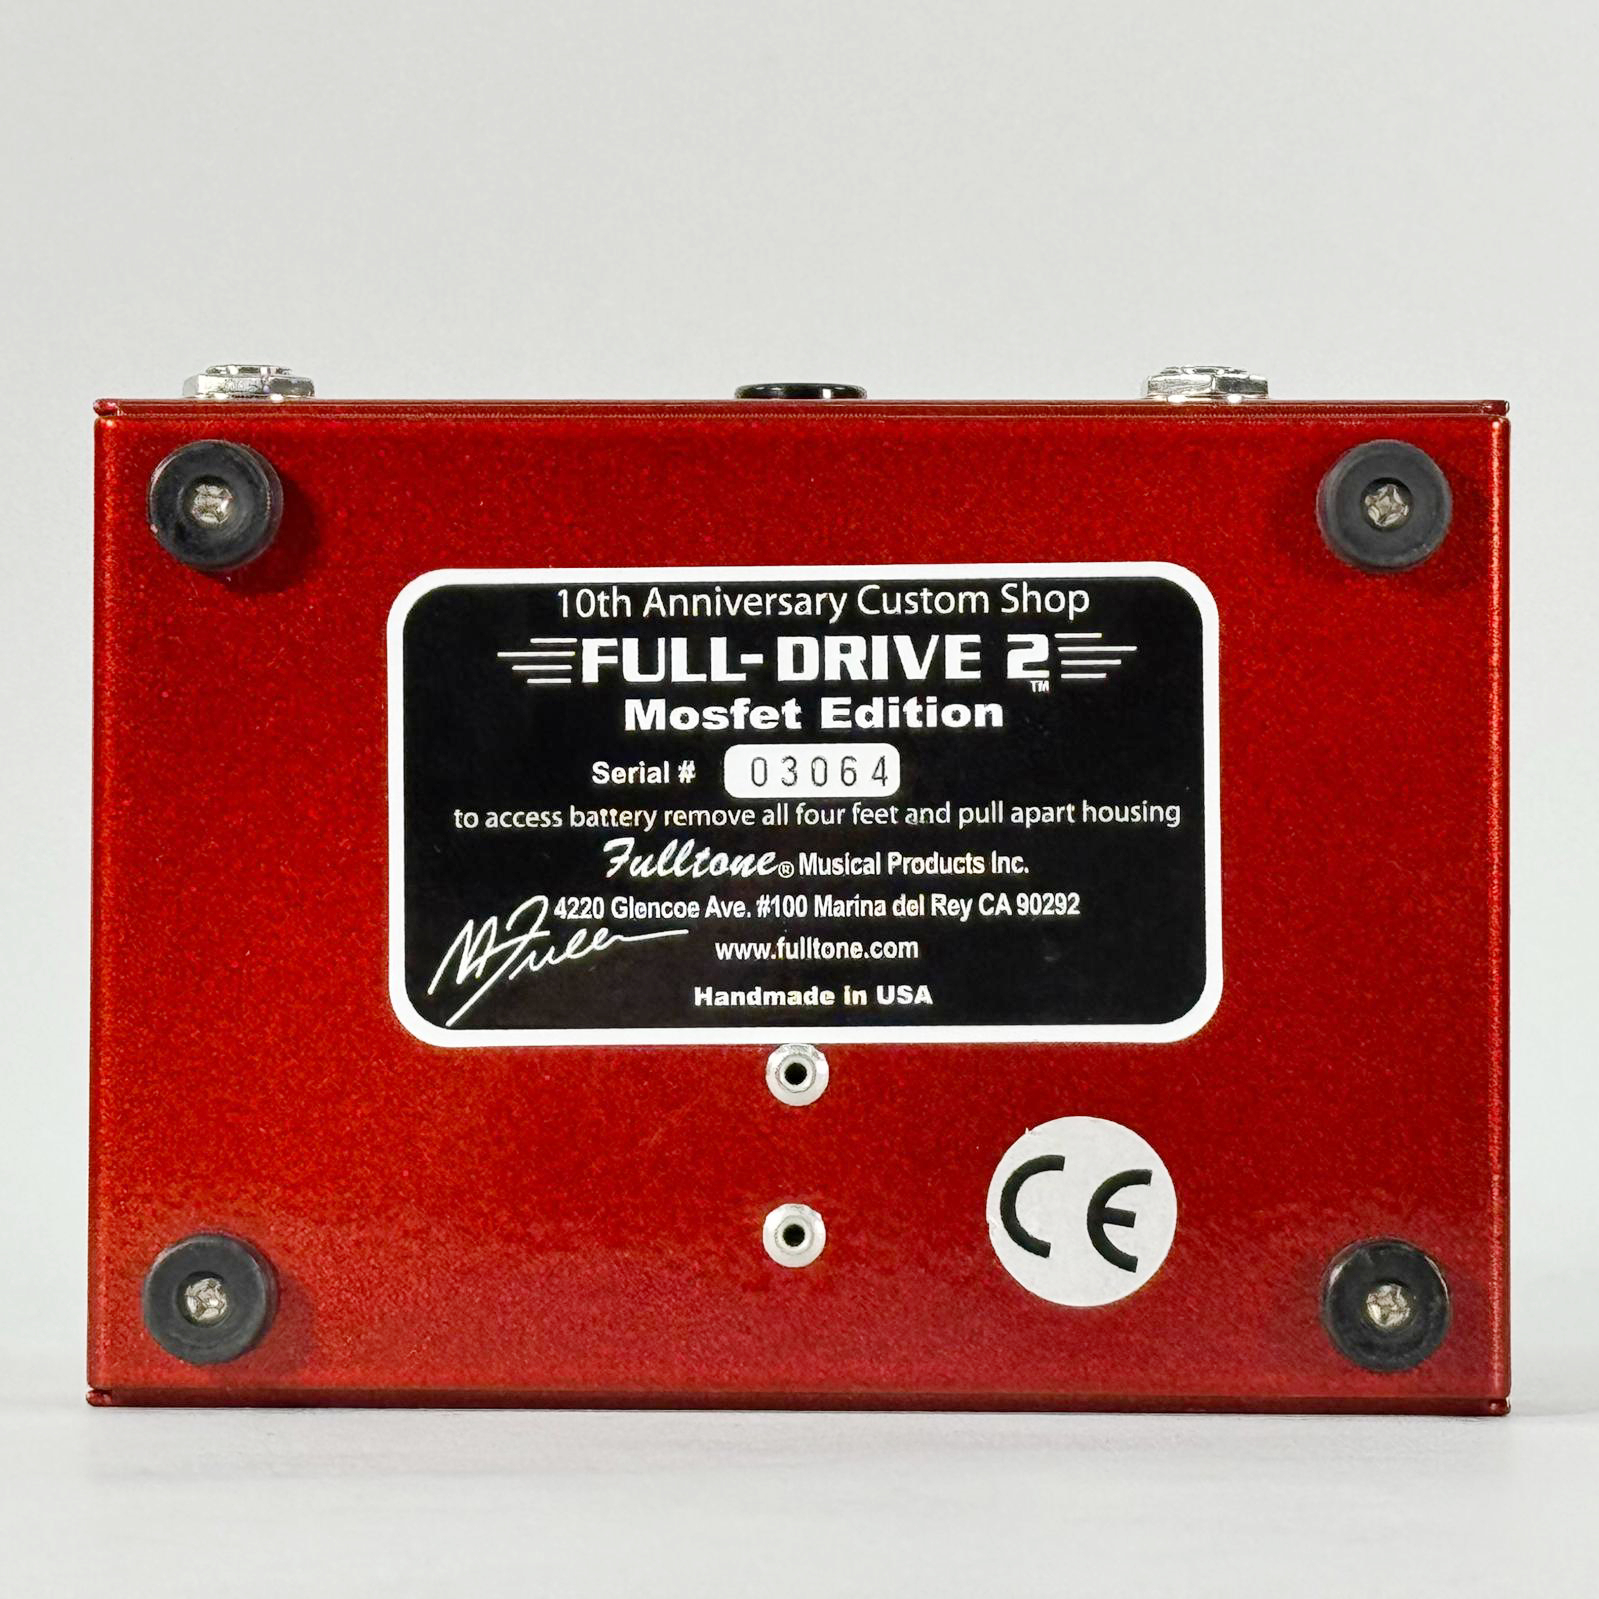 10th Anniversary Custom Shop
FULL-DRIVE 2™
Mosfet Edition
Serial # 03064
to access battery remove all four feet and pull apart housing
Fulltone® Musical Products Inc.
4220 Glencoe Ave. #100 Marina del Rey CA 90292
M Fuller
www.fulltone.com
Handmade in USA
CE